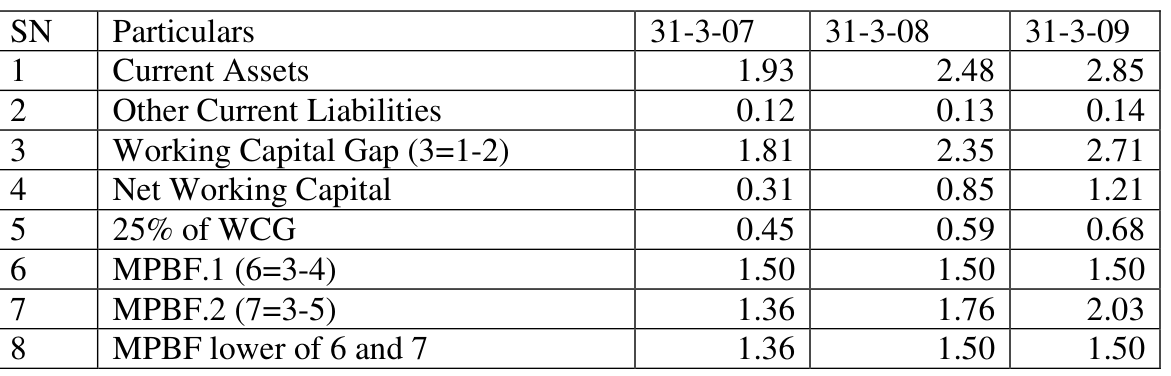 SN Particulars 31-3-07 31-3-08 31-3-09
1 Current Assets 1.93 2.48 2.85
2 Other Current Liabilities 0.12 0.13 0.14
3 Working Capital Gap (3=1-2) 1.81 2.35 2.71
4 Net Working Capital 0.31 0.85 1.21
5 25% of WCG 0.45 0.59 0.68
6 MPBF.1 (6=3-4) 1.50 1.50 1.50
7 MPBF.2 (7=3-5) 1.36 1.76 2.03
8 MPBF lower of 6 and 7 1.36 1.50 1.50